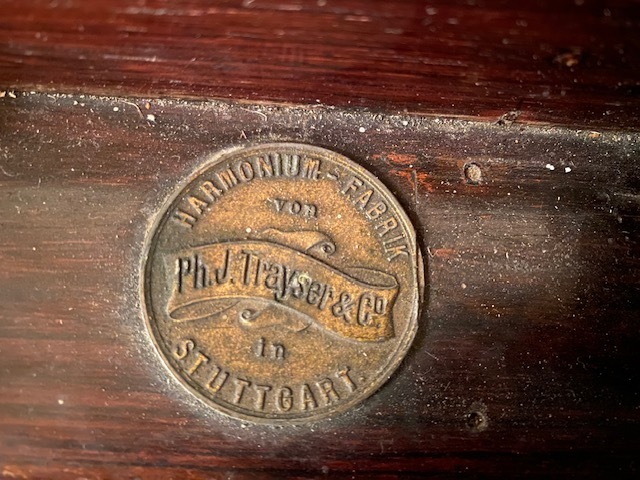 HARMONIUM-FABRIK
von
Ph. J. Trayser & Co
in
STUTTGART.